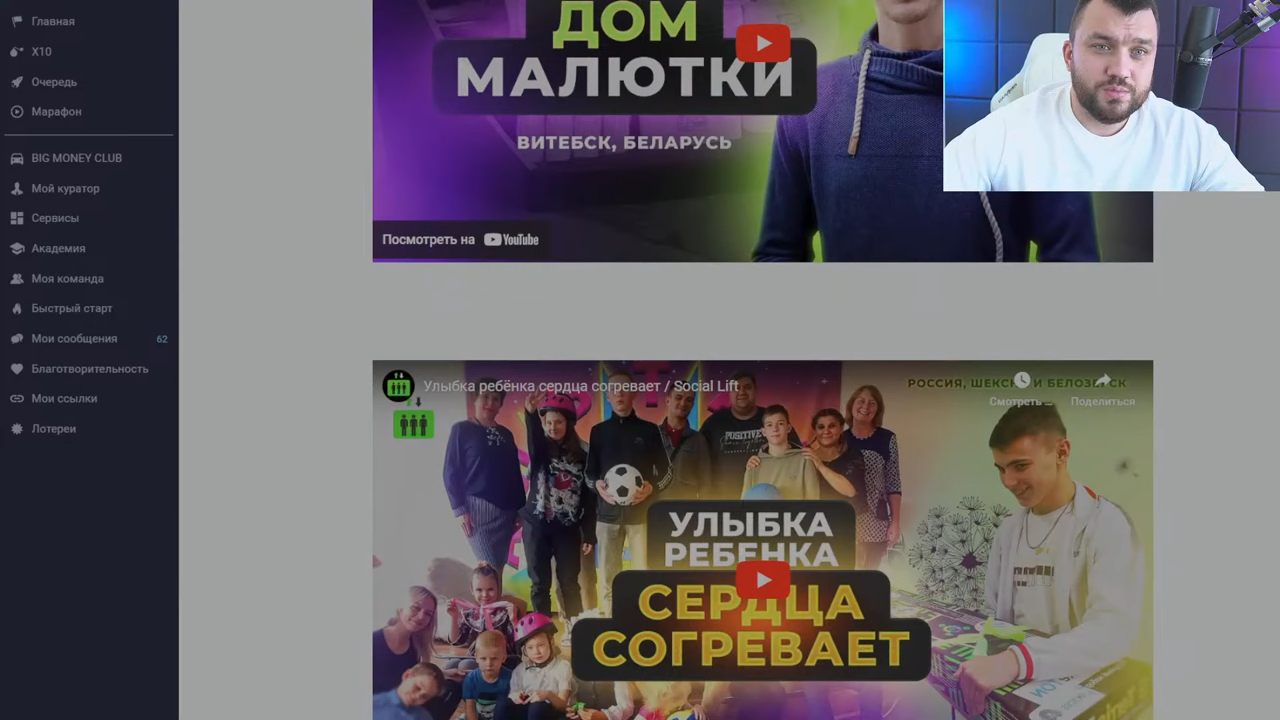 Главная
X10
Очередь
Марафон
BIG MONEY CLUB
Мой куратор
Сервисы
Академия
Моя команда
Быстрый старт
Мои сообщения 62
Благотворительность
Мои ссылки
Лотереи
ДОМ
МАЛЮТКИ
ВИТЕБСК, БЕЛАРУСЬ
Посмотреть на YouTube
Улыбка ребёнка сердца согревает / Social Lift
РОССИЯ, И
Смотреть ...
Поделиться
POSITIVE
УЛЫБКА
РЕБЕНКА
СЕРДЦА
СОГРЕВАЕТ